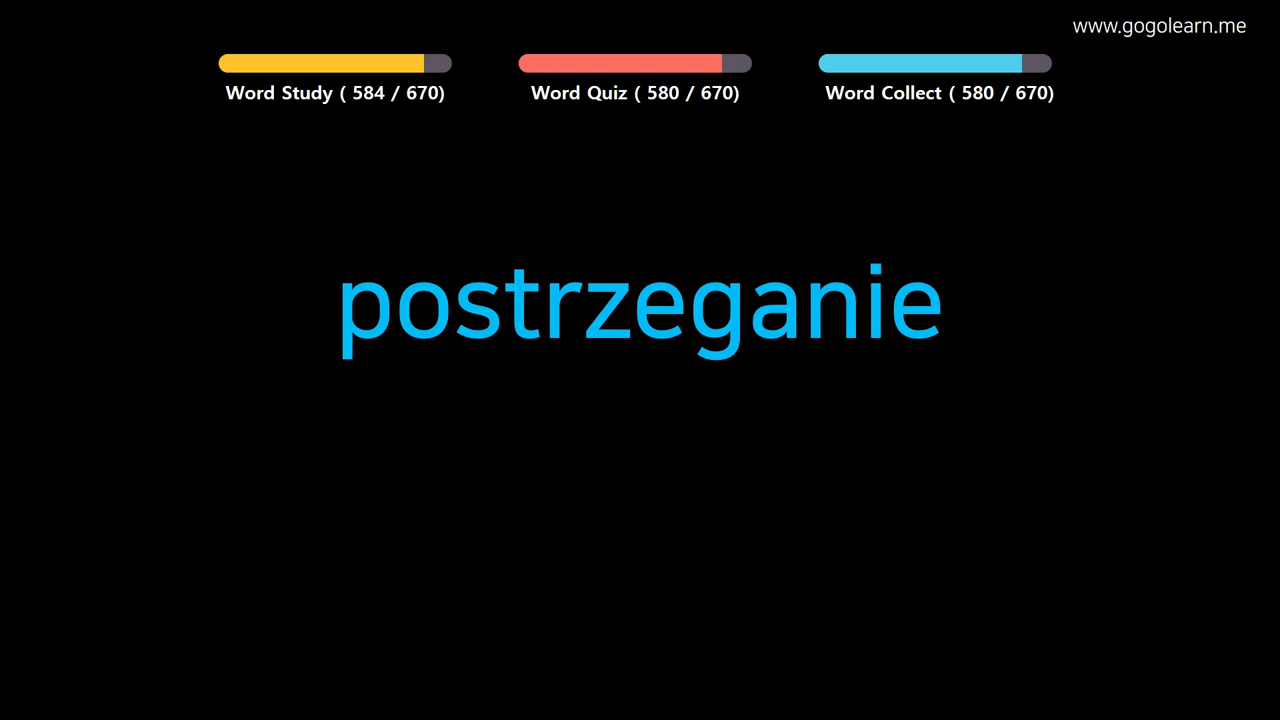 www.gogolearn.me
Word Study ( 584 / 670)
Word Quiz ( 580 / 670)
Word Collect ( 580 / 670)
postrzeganie